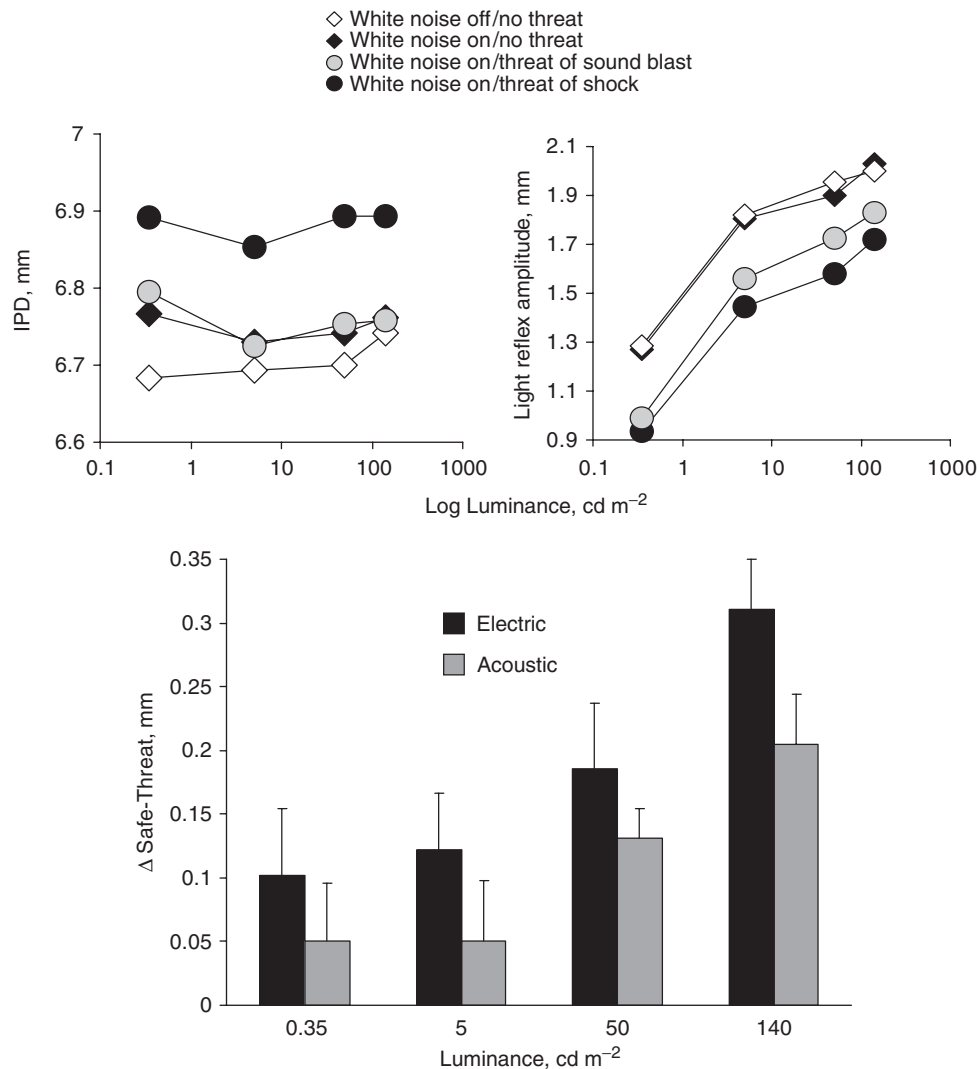 White noise off/no threat
White noise on/no threat
White noise on/threat of sound blast
White noise on/threat of shock
7
6.9
6.8
6.7
6.6
IPD, mm
0.1 1 10 100 1000
2.1
1.9
1.7
1.5
1.3
1.1
0.9
Light reflex amplitude, mm
0.1 1 10 100 1000
Log Luminance, cd m⁻²
0.35
0.3
0.25
0.2
0.15
0.1
0.05
0
Δ Safe-Threat, mm
Electric
Acoustic
0.35 5 50 140
Luminance, cd m⁻²